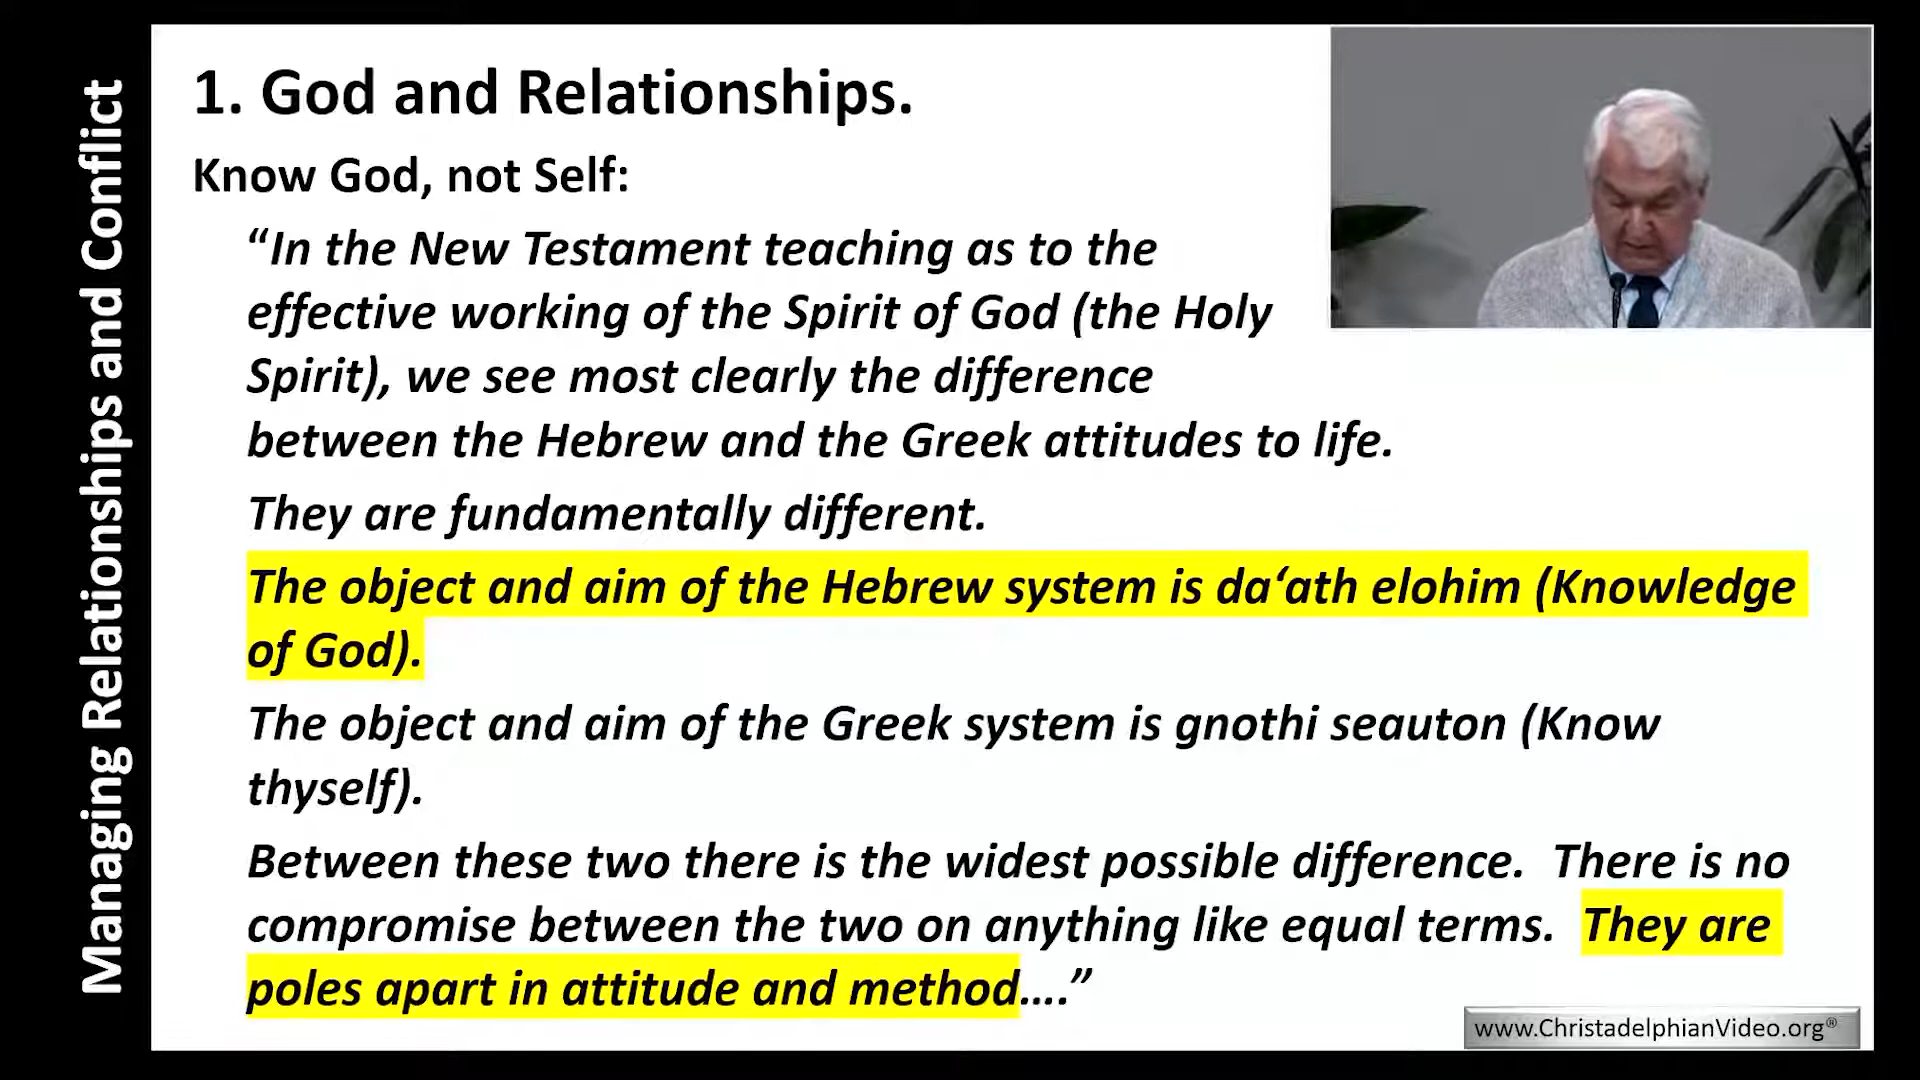 Managing Relationships and Conflict
1. God and Relationships.
Know God, not Self:
“In the New Testament teaching as to the
effective working of the Spirit of God (the Holy
Spirit), we see most clearly the difference
between the Hebrew and the Greek attitudes to life.
They are fundamentally different.
The object and aim of the Hebrew system is da‘ath elohim (Knowledge
of God).
The object and aim of the Greek system is gnothi seauton (Know
thyself).
Between these two there is the widest possible difference.  There is no
compromise between the two on anything like equal terms.  They are
poles apart in attitude and method….”
www.ChristadelphianVideo.org®